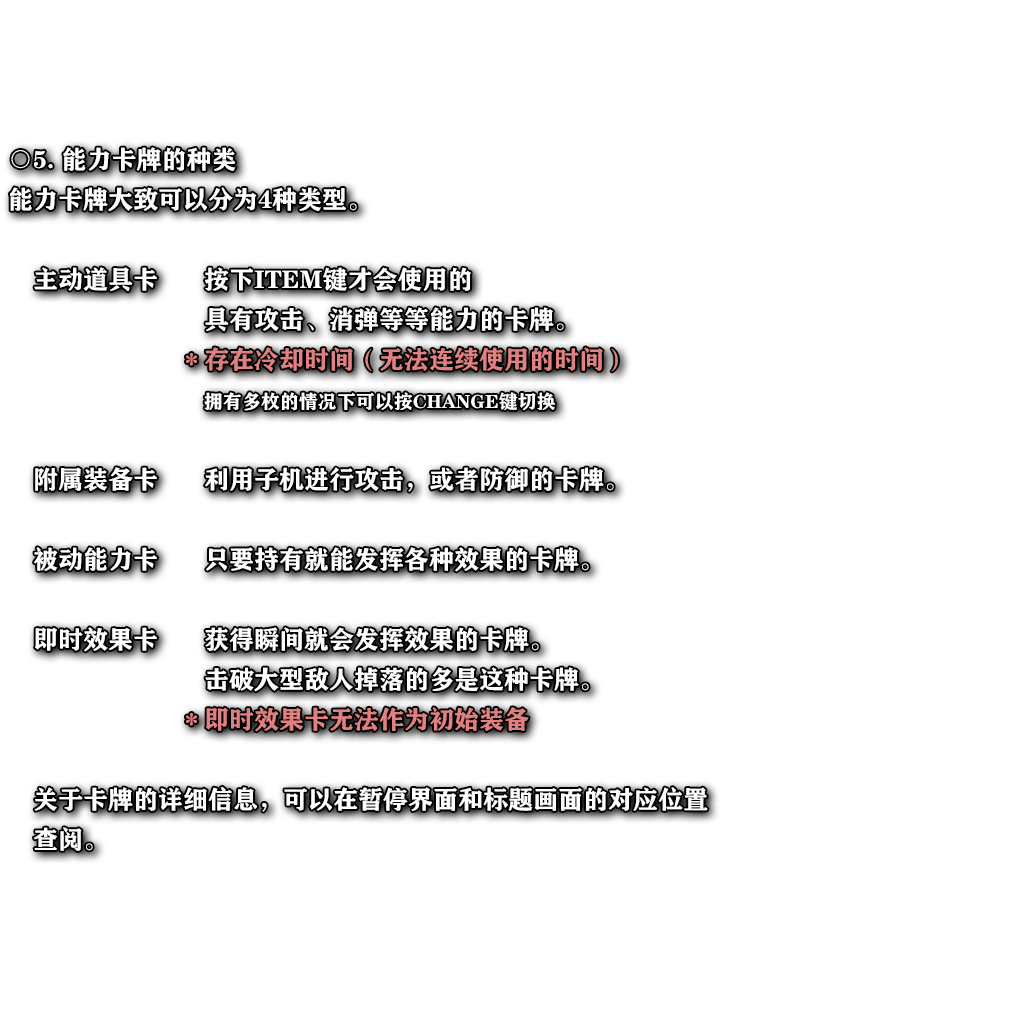 ◎5. 能力卡牌的种类
能力卡牌大致可以分为4种类型。
主动道具卡 按下ITEM键才会使用的
具有攻击、消弹等等能力的卡牌。
*存在冷却时间（无法连续使用的时间）
拥有多枚的情况下可以按CHANGE键切换
附属装备卡 利用子机进行攻击，或者防御的卡牌。
被动能力卡 只要持有就能发挥各种效果的卡牌。
即时效果卡 获得瞬间就会发挥效果的卡牌。
击破大型敌人掉落的多是这种卡牌。
*即时效果卡无法作为初始装备
关于卡牌的详细信息，可以在暂停界面和标题画面的对应位置
查阅。